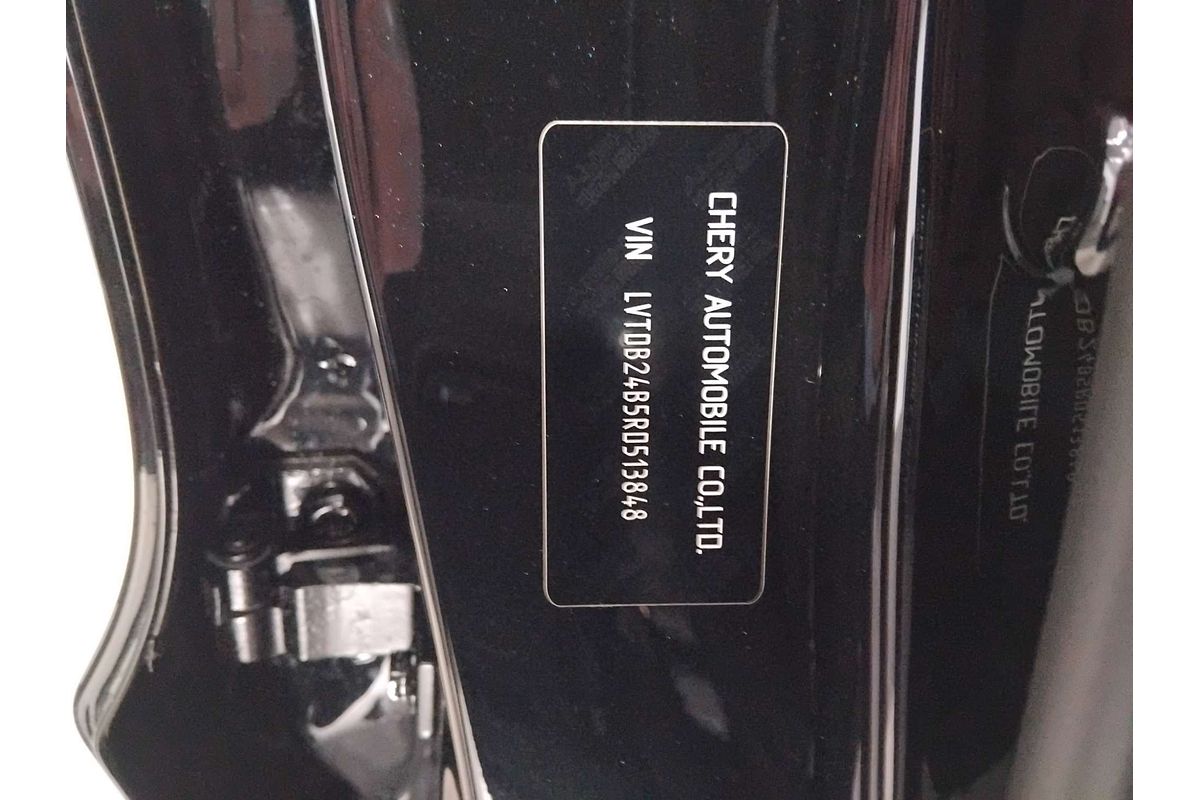 CHERY AUTOMOBILE CO.,LTD.
VIN LVTDB24B5RD513848